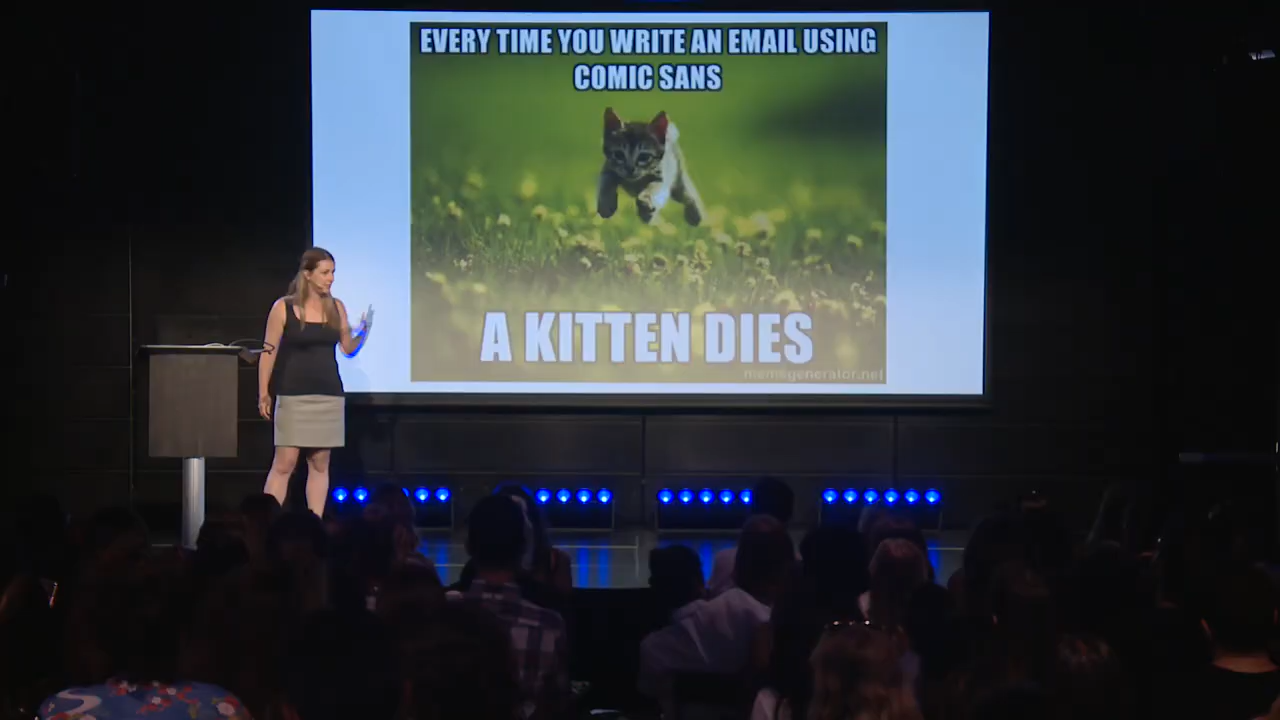 EVERY TIME YOU WRITE AN EMAIL USING
COMIC SANS
A KITTEN DIES
memegenerator.net